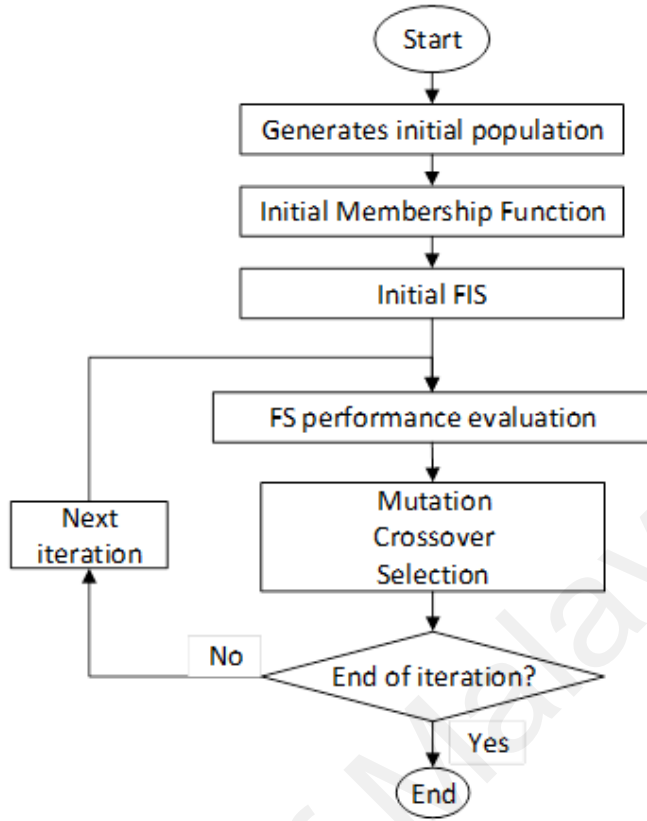 Start
Generates initial population
Initial Membership Function
Initial FIS
FS performance evaluation
Mutation
Crossover
Selection
Next
iteration
No
End of iteration?
Yes
End